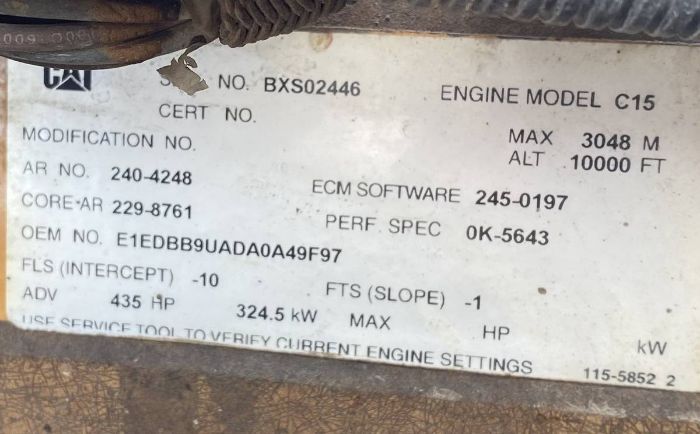 CAT
NO. BXS02446
ENGINE MODEL C15
CERT NO.
MODIFICATION NO.
MAX 3048 M
ALT 10000 FT
AR NO. 240-4248
ECM SOFTWARE 245-0197
CORE AR 229-8761
PERF. SPEC 0K-5643
OEM NO. E1EDBB9UADA0A49F97
FLS (INTERCEPT) -10
FTS (SLOPE) -1
ADV 435 HP 324.5 kW MAX HP kW
USE SERVICE TOOL TO VERIFY CURRENT ENGINE SETTINGS
115-5852 2